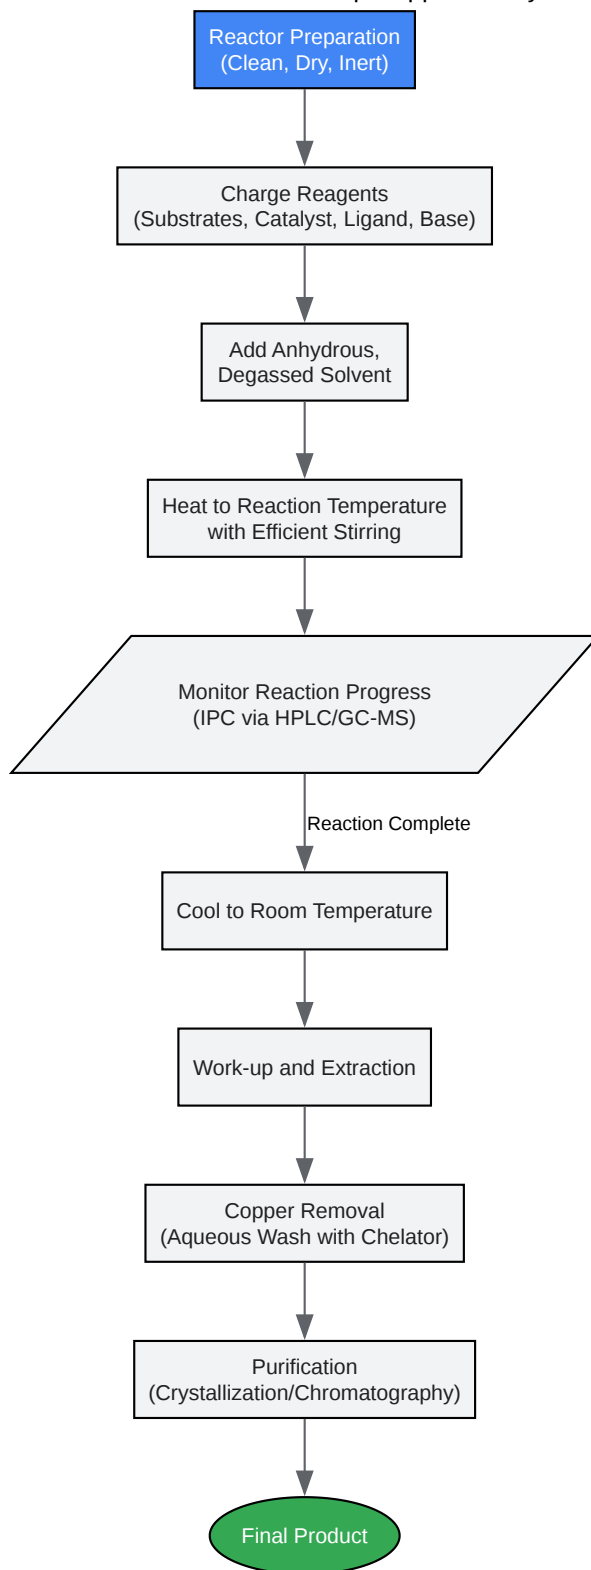 Reactor Preparation
(Clean, Dry, Inert)
Charge Reagents
(Substrates, Catalyst, Ligand, Base)
Add Anhydrous,
Degassed Solvent
Heat to Reaction Temperature
with Efficient Stirring
Monitor Reaction Progress
(IPC via HPLC/GC-MS)
Reaction Complete
Cool to Room Temperature
Work-up and Extraction
Copper Removal
(Aqueous Wash with Chelator)
Purification
(Crystallization/Chromatography)
Final Product